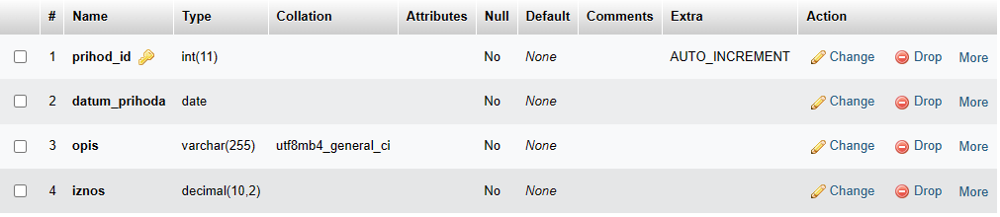 # Name Type Collation Attributes Null Default Comments Extra Action
1 prihod_id int(11) No None AUTO_INCREMENT Change Drop More
2 datum_prihoda date No None Change Drop More
3 opis varchar(255) utf8mb4_general_ci No None Change Drop More
4 iznos decimal(10,2) No None Change Drop More